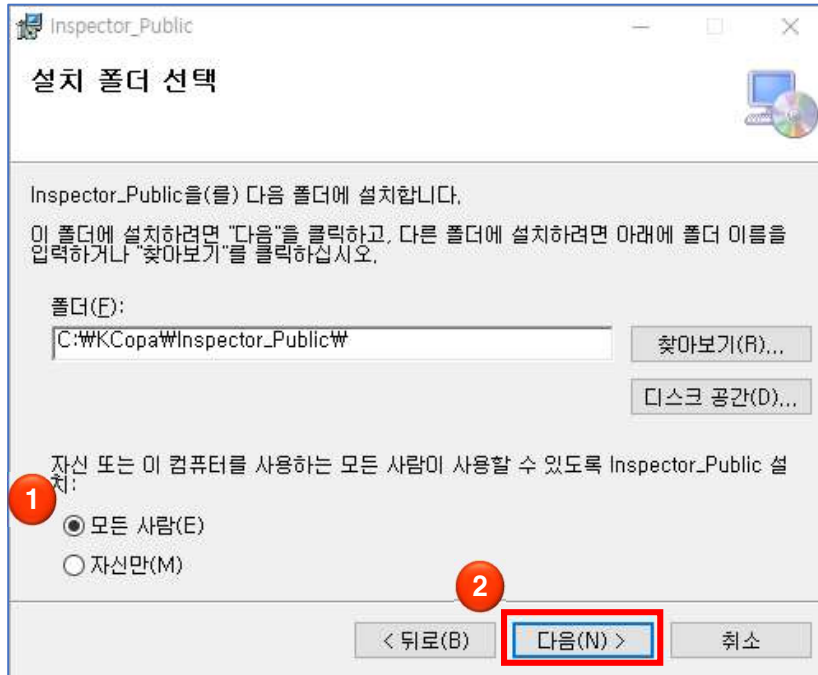 Inspector_Public
설치 폴더 선택
Inspector_Public을(를) 다음 폴더에 설치합니다.
이 폴더에 설치하려면 "다음"을 클릭하고, 다른 폴더에 설치하려면 아래에 폴더 이름을
입력하거나 "찾아보기"를 클릭하십시오.
폴더(F):
C:₩KCopa₩Inspector_Public₩
찾아보기(R)...
디스크 공간(D)...
자신 또는 이 컴퓨터를 사용하는 모든 사람이 사용할 수 있도록 Inspector_Public 설
치:
1
모든 사람(E)
자신만(M)
2
< 뒤로(B)
다음(N) >
취소